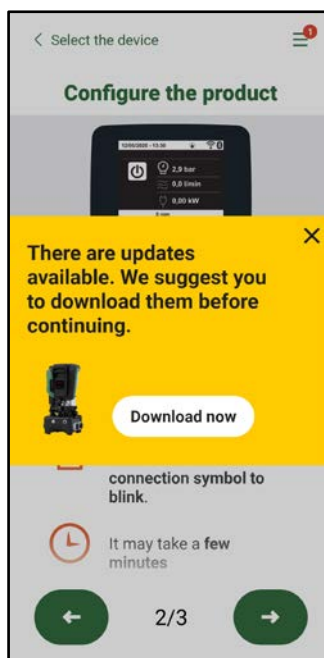 Select the device
1
Configure the product
12/05/2020 - 15:30
2,9 bar
0,0 l/min
0,00 kW
There are updates
available. We suggest you
to download them before
continuing.
Download now
connection symbol to
blink.
It may take a few
minutes
2/3